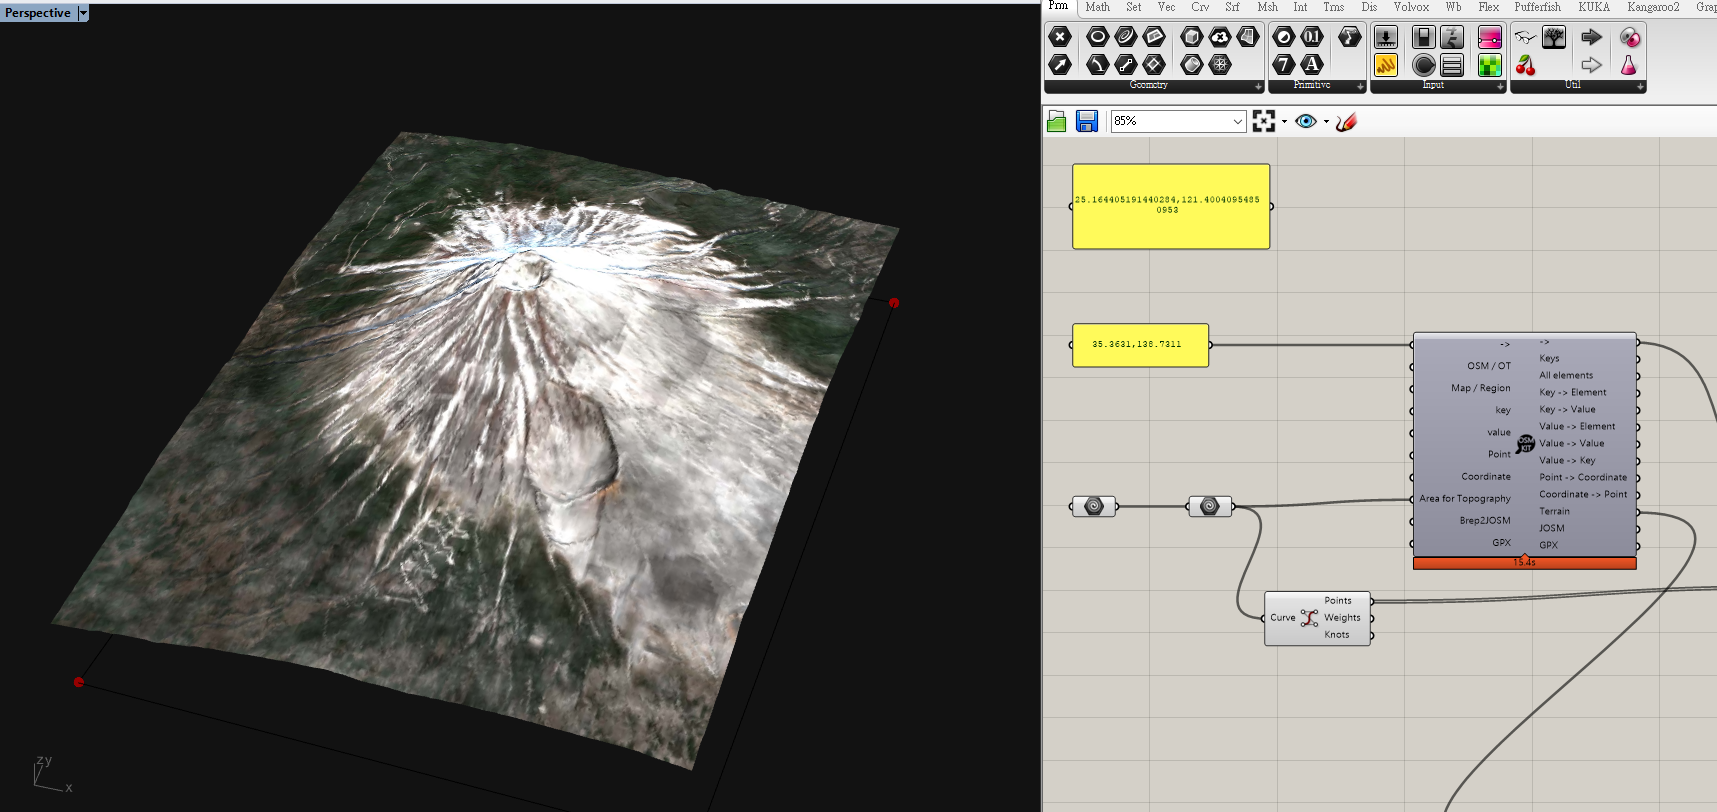 Perspective
Prm Math Set Vec Crv Srf Msh Int Trns Dis Volvox Wb Flex Pufferfish KUKA Kangaroo2
Geometry Primitive Input Util
85%
25.164405191440284,121.4004095485
0953
35.3631,138.7311
-> ->
Keys
OSM / OT
All elements
Map / Region
Key -> Element
key
Key -> Value
Value -> Element
value
Value -> Value
Point
Value -> Key
Coordinate
Point -> Coordinate
Area for Topography
Coordinate -> Point
Terrain
Brep2JOSM
JOSM
GPX
GPX
OSM
KIT
15.4s
Points
Curve
Weights
Knots
zy
x